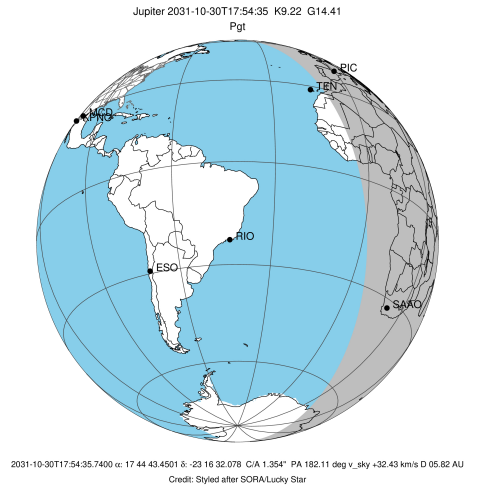 Jupiter 2031-10-30T17:54:35 K9.22 G14.41
Pgt
PIC
TEN
MCD
KPNO
RIO
ESO
SAAO
2031-10-30T17:54:35.7400 α: 17 44 43.4501 δ: -23 16 32.078 C/A 1.354" PA 182.11 deg v_sky +32.43 km/s D 05.82 AU
Credit: Styled after SORA/Lucky Star